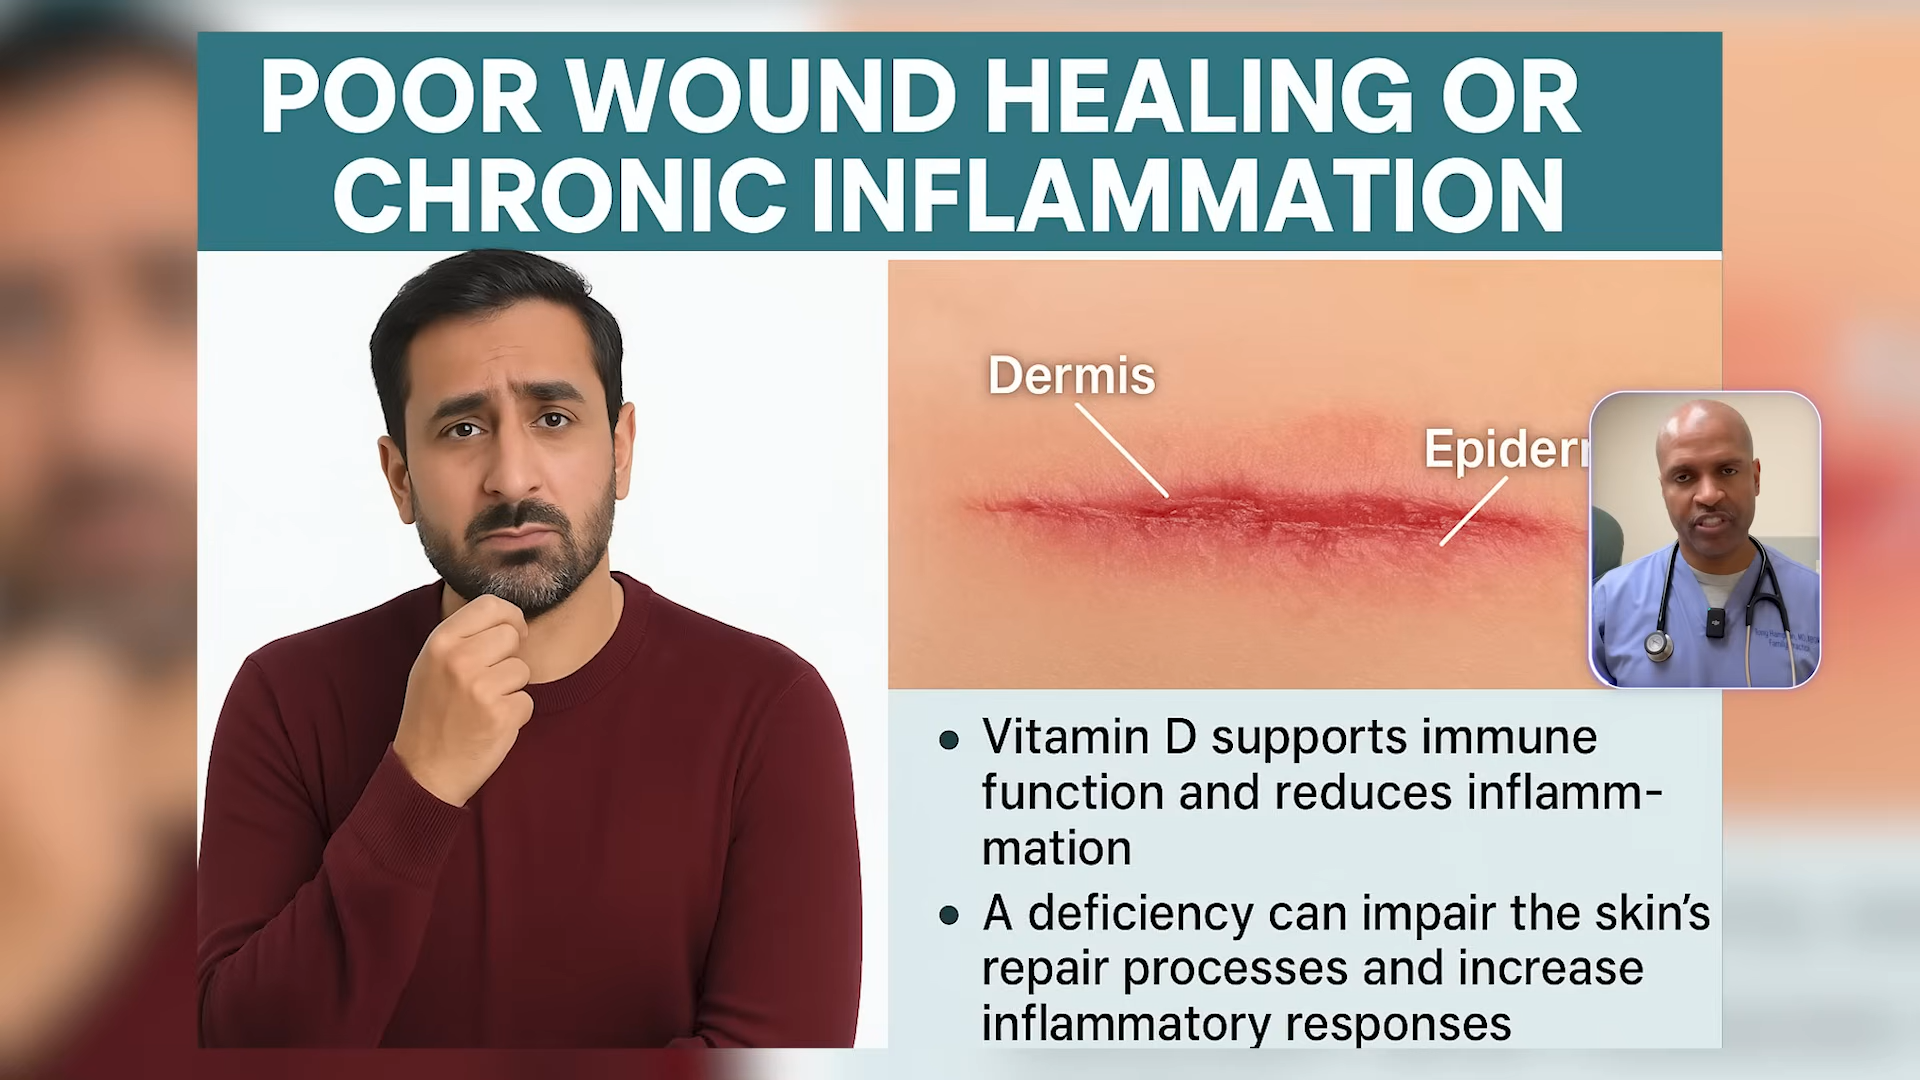 POOR WOUND HEALING OR
CHRONIC INFLAMMATION
Dermis
Epider
• Vitamin D supports immune
function and reduces inflamm-
mation
• A deficiency can impair the skin's
repair processes and increase
inflammatory responses